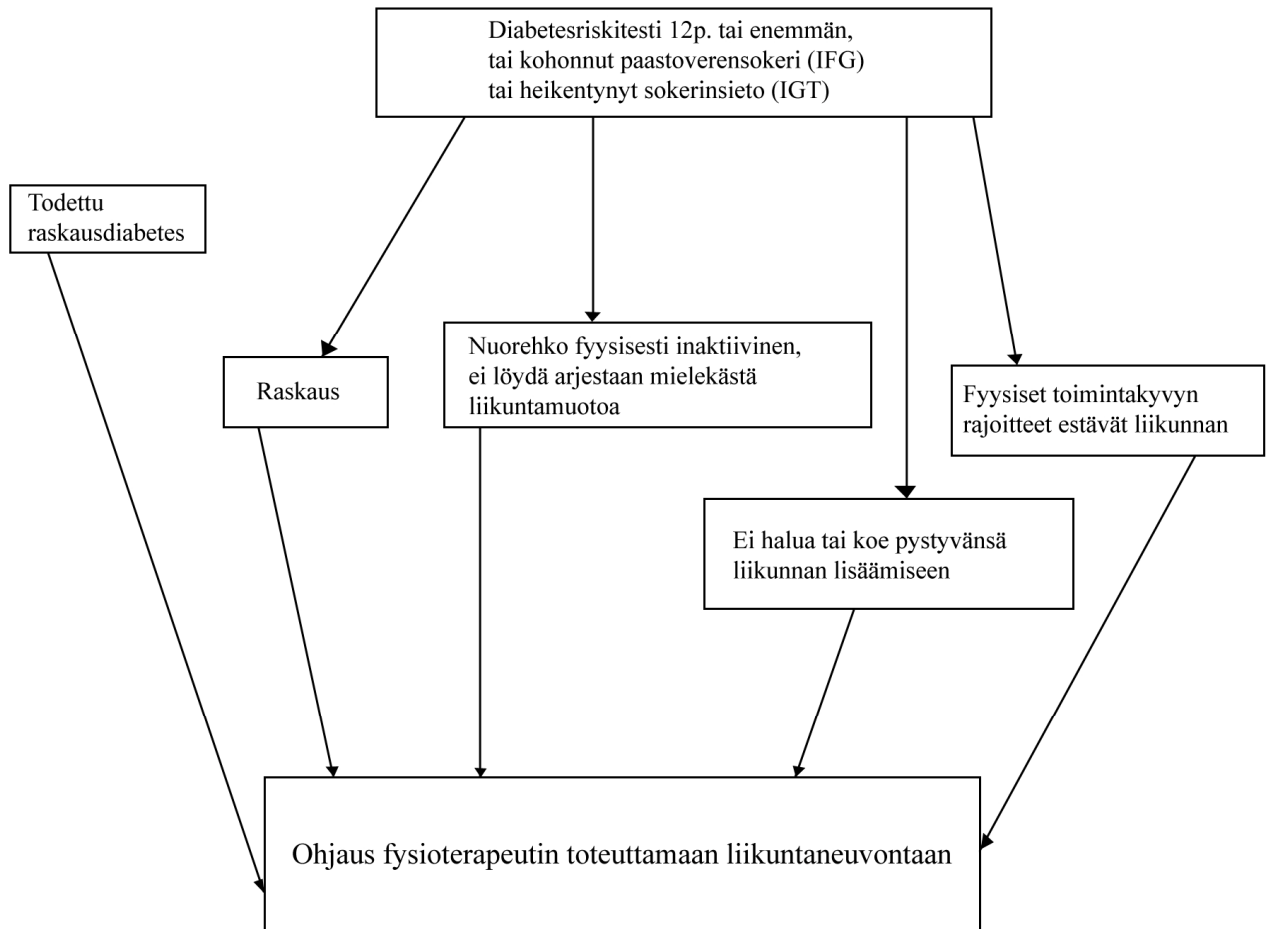 Diabetesriskitesti 12p. tai enemmän,
tai kohonnut paastoverensokeri (IFG)
tai heikentynyt sokerinsieto (IGT)
Todettu
raskausdiabetes
Raskaus
Nuorehko fyysisesti inaktiivinen,
ei löydä arjestaan mielekästä
liikuntamuotoa
Fyysiset toimintakyvyn
rajoitteet estävät liikunnan
Ei halua tai koe pystyvänsä
liikunnan lisäämiseen
Ohjaus fysioterapeutin toteuttamaan liikuntaneuvontaan